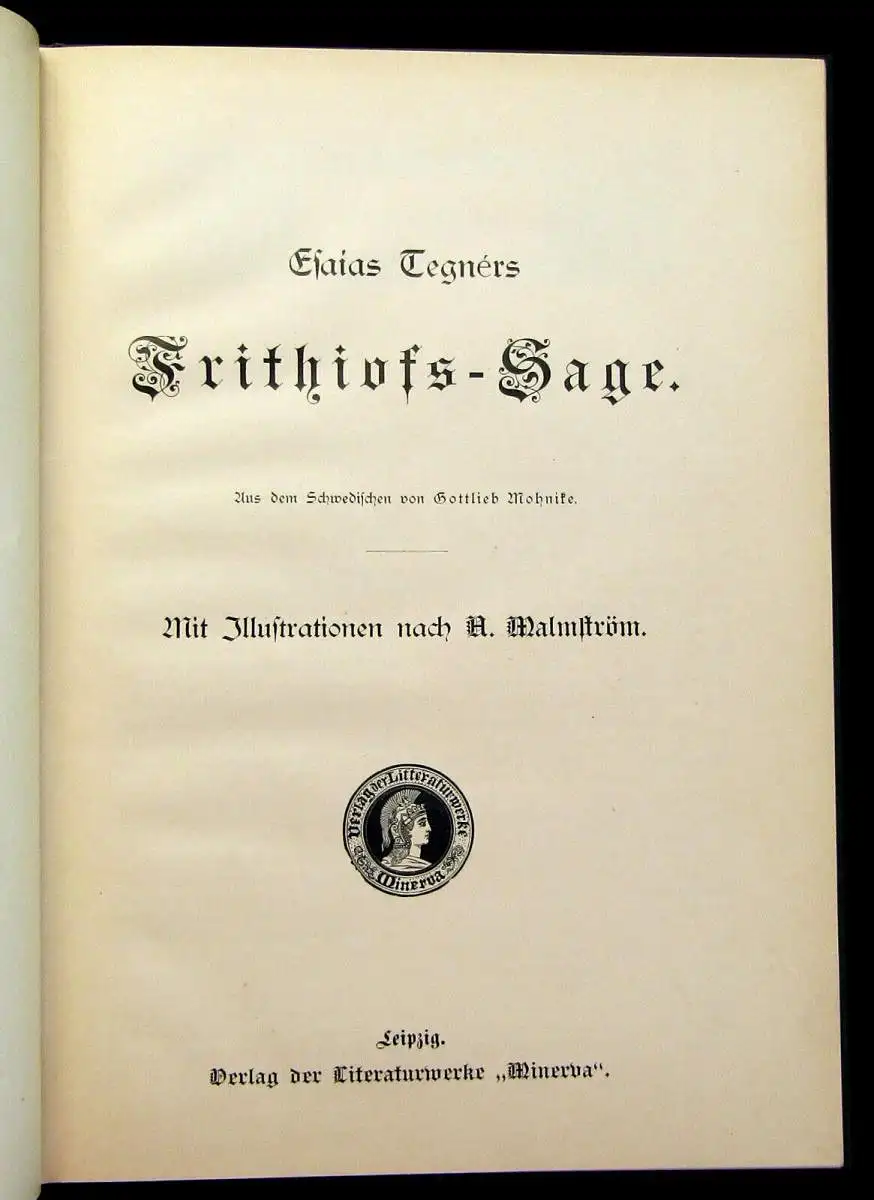 Eſaias Tegnérs
Frithiofs-Sage.
Aus dem Schwediſchen von Gottlieb Mohnike.
Mit Illuſtrationen nach A. Malmſtröm.
Verlag der Litteraturwerke
Minerva
Leipzig.
Verlag der Literaturwerke „Minerva“.